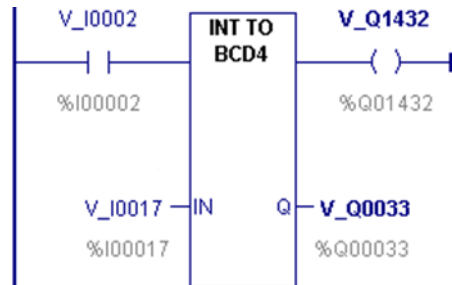 V_I0002
INT TO
BCD4
V_Q1432
%I00002
%Q01432
V_I0017
IN
Q
V_Q0033
%I00017
%Q00033